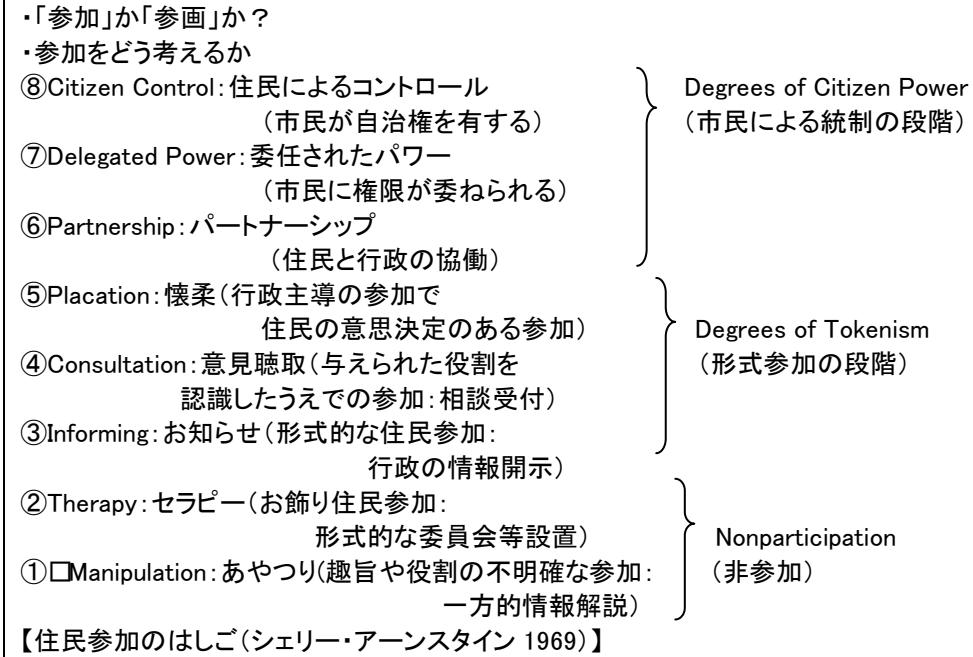 ・「参加」か「参画」か？
・参加をどう考えるか
⑧Citizen Control：住民によるコントロール
（市民が自治権を有する）
Degrees of Citizen Power
（市民による統制の段階）
⑦Delegated Power：委任されたパワー
（市民に権限が委ねられる）
⑥Partnership：パートナーシップ
（住民と行政の協働）
⑤Placation：懐柔（行政主導の参加で
住民の意思決定のある参加）
Degrees of Tokenism
（形式参加の段階）
④Consultation：意見聴取（与えられた役割を
認識したうえでの参加：相談受付）
③Informing：お知らせ（形式的な住民参加：
行政の情報開示）
②Therapy：セラピー（お飾り住民参加：
形式的な委員会等設置）
Nonparticipation
（非参加）
①□Manipulation：あやつり（趣旨や役割の不明確な参加：
一方的情報解説）
【住民参加のはしご（シェリー・アーンスタイン 1969）】